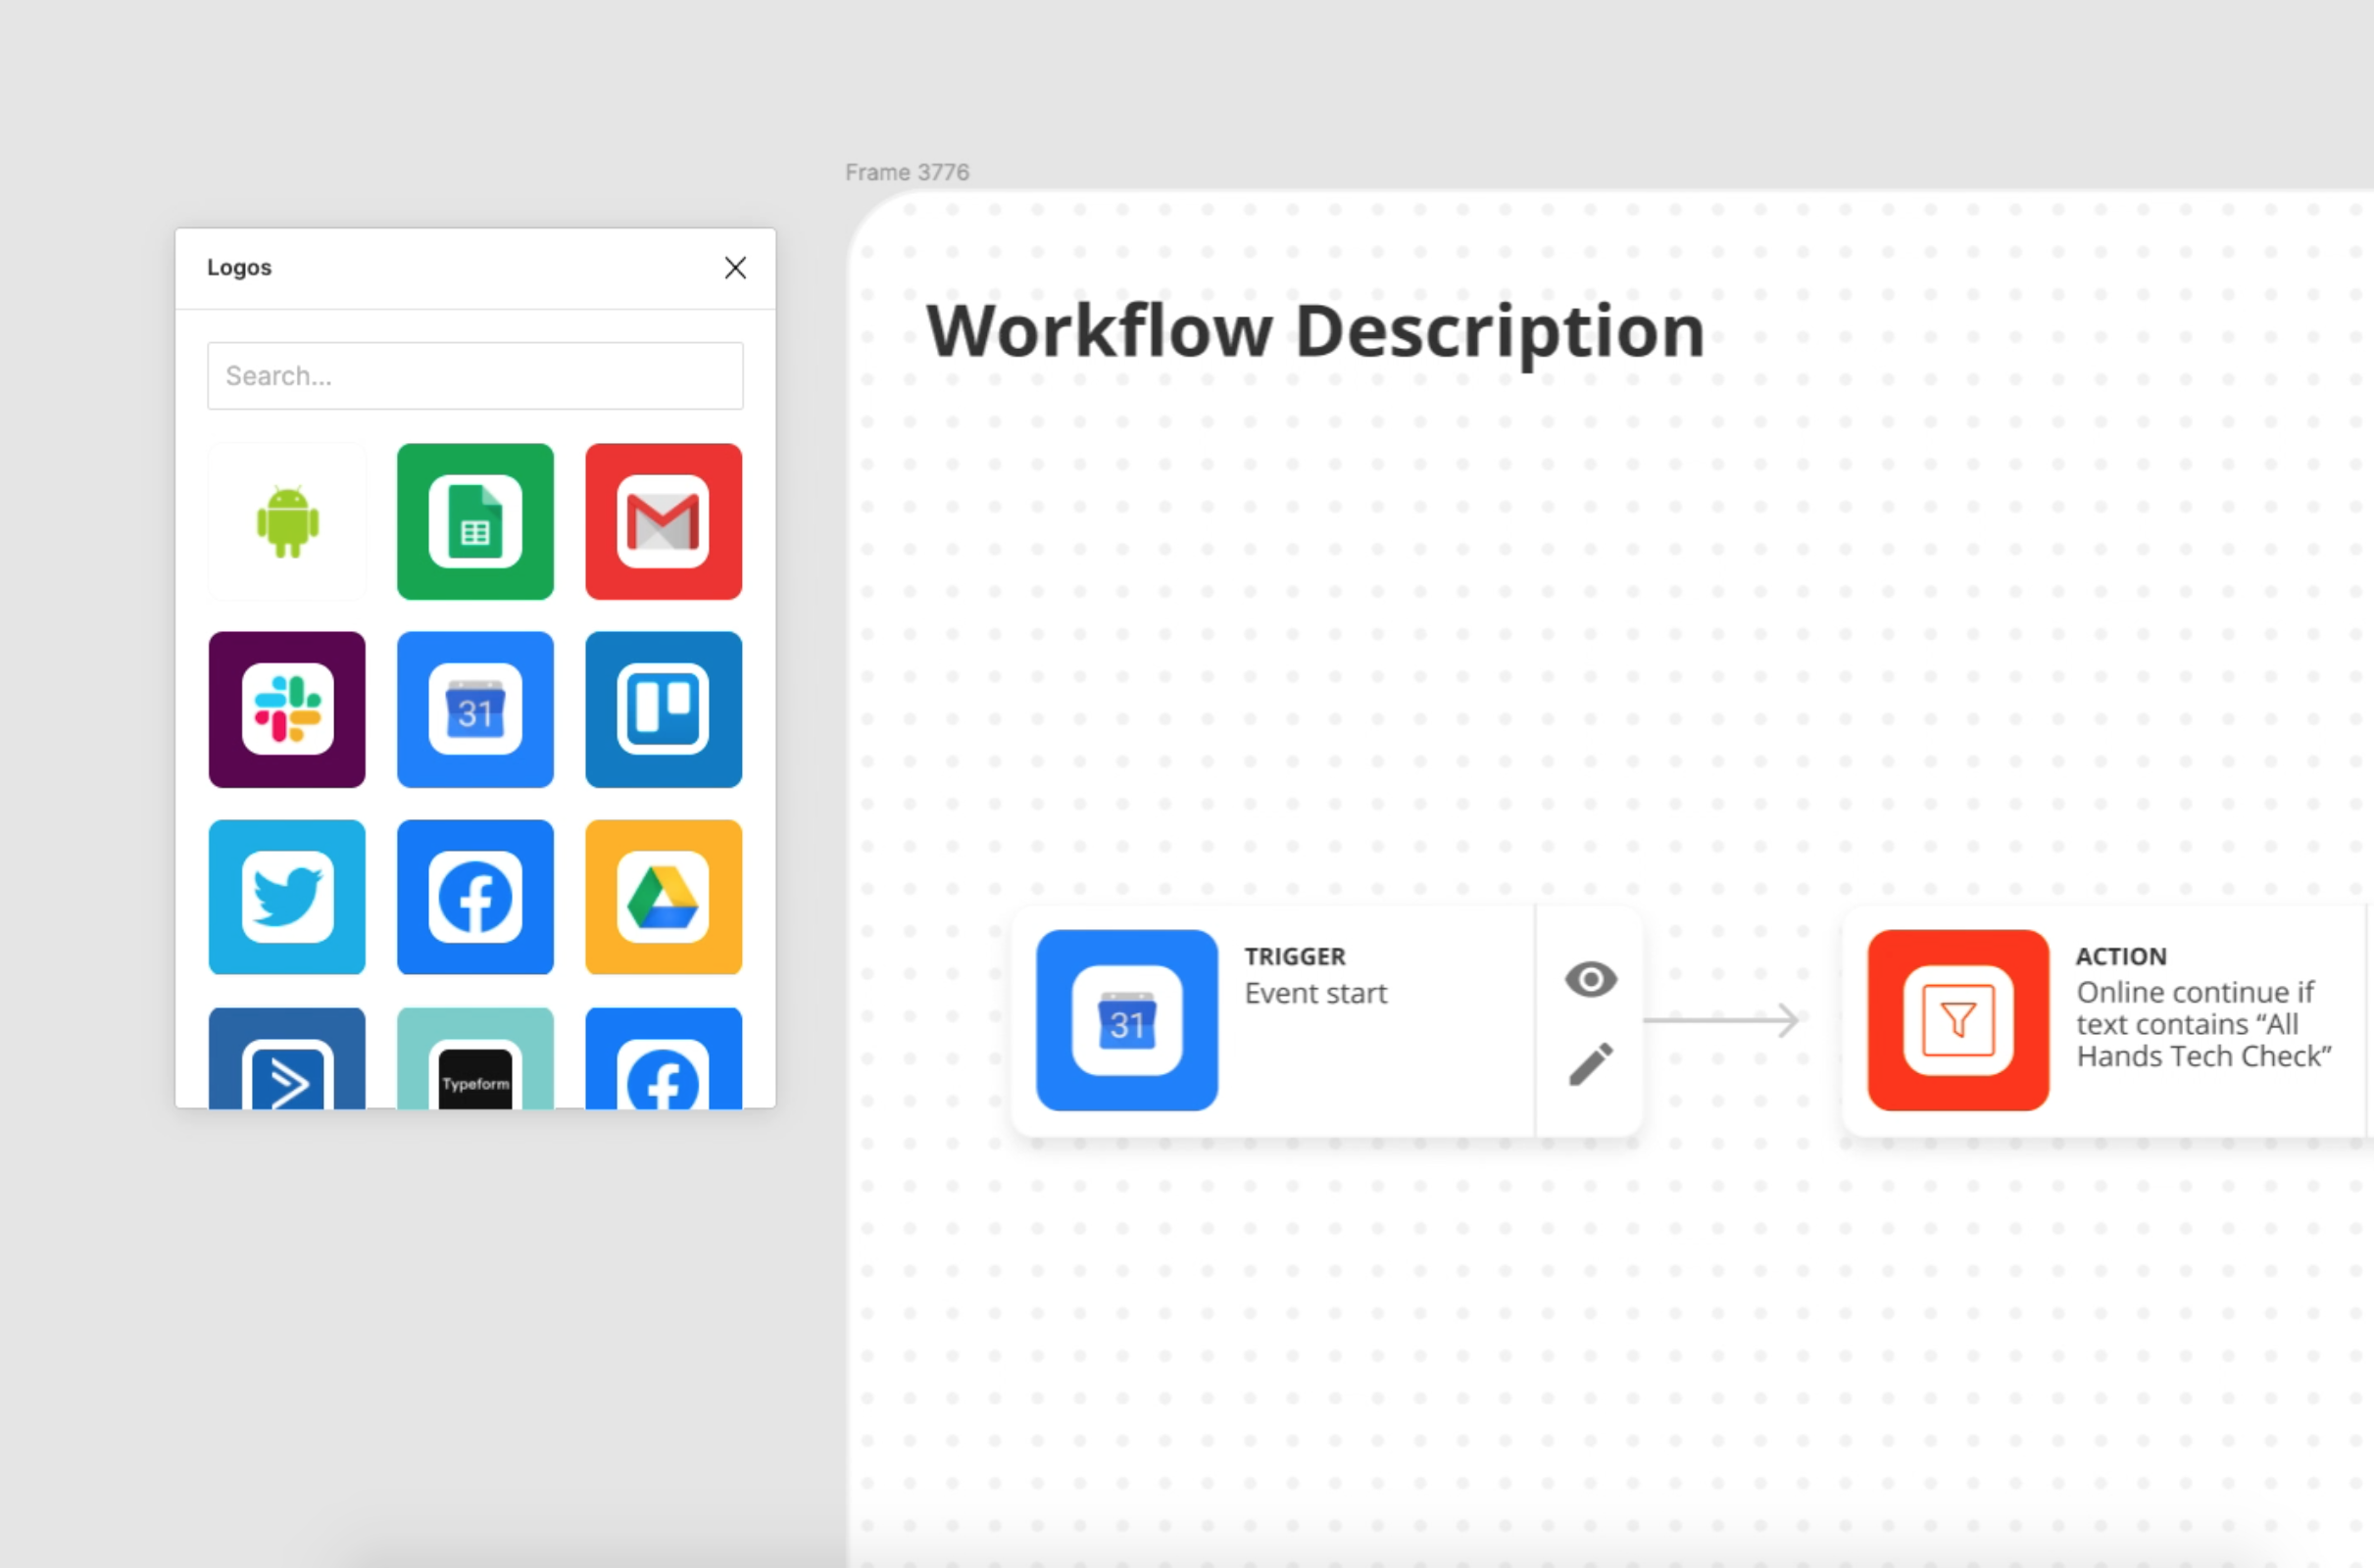 Frame 3776
Logos
Search...
31
Typeform
Workflow Description
31
TRIGGER
Event start
ACTION
Online continue if
text contains “All
Hands Tech Check”